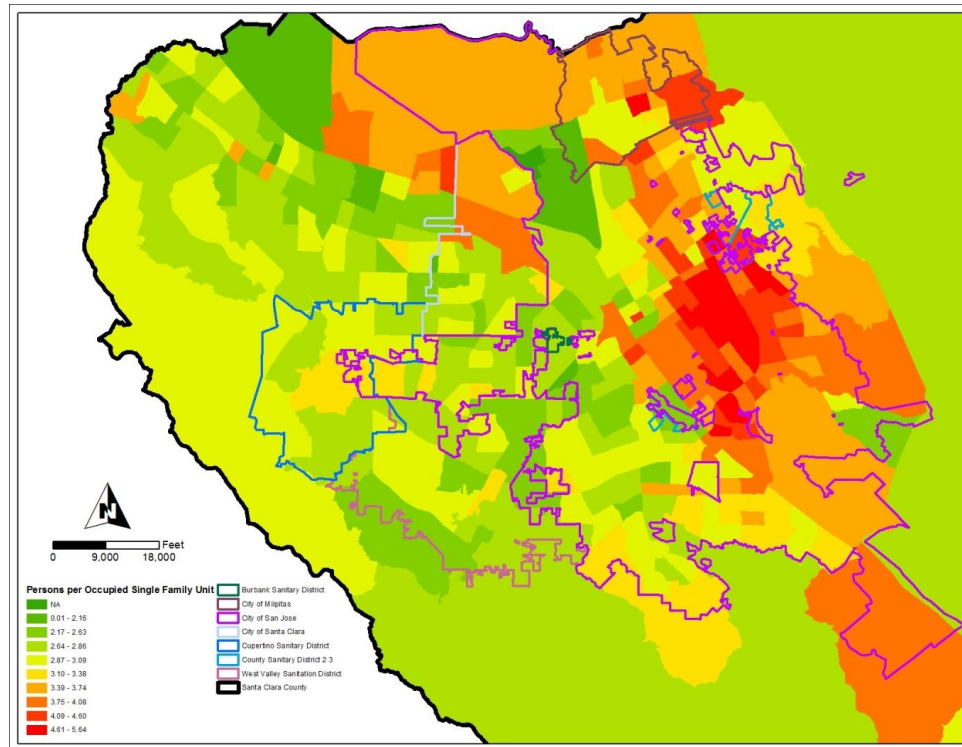 N
Feet
0 9,000 18,000
Persons per Occupied Single Family Unit
NA
0.01 - 2.16
2.17 - 2.63
2.64 - 2.86
2.87 - 3.09
3.10 - 3.38
3.39 - 3.74
3.75 - 4.08
4.09 - 4.60
4.61 - 5.64
Burbank Sanitary District
City of Milpitas
City of San Jose
City of Santa Clara
Cupertino Sanitary District
County Sanitary District 2 3
West Valley Sanitation District
Santa Clara County